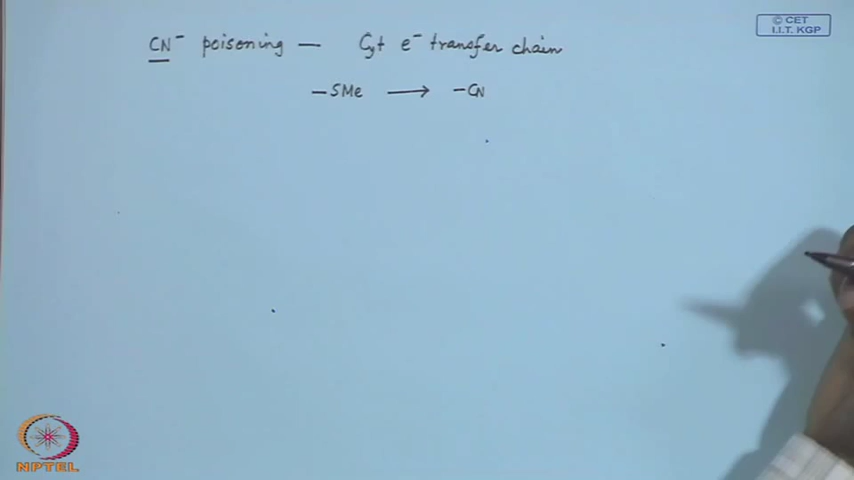 © CET
I.I.T. KGP
CN⁻ poisoning — Cyt e⁻ transfer chain
—SMe ⟶ —CN
NPTEL